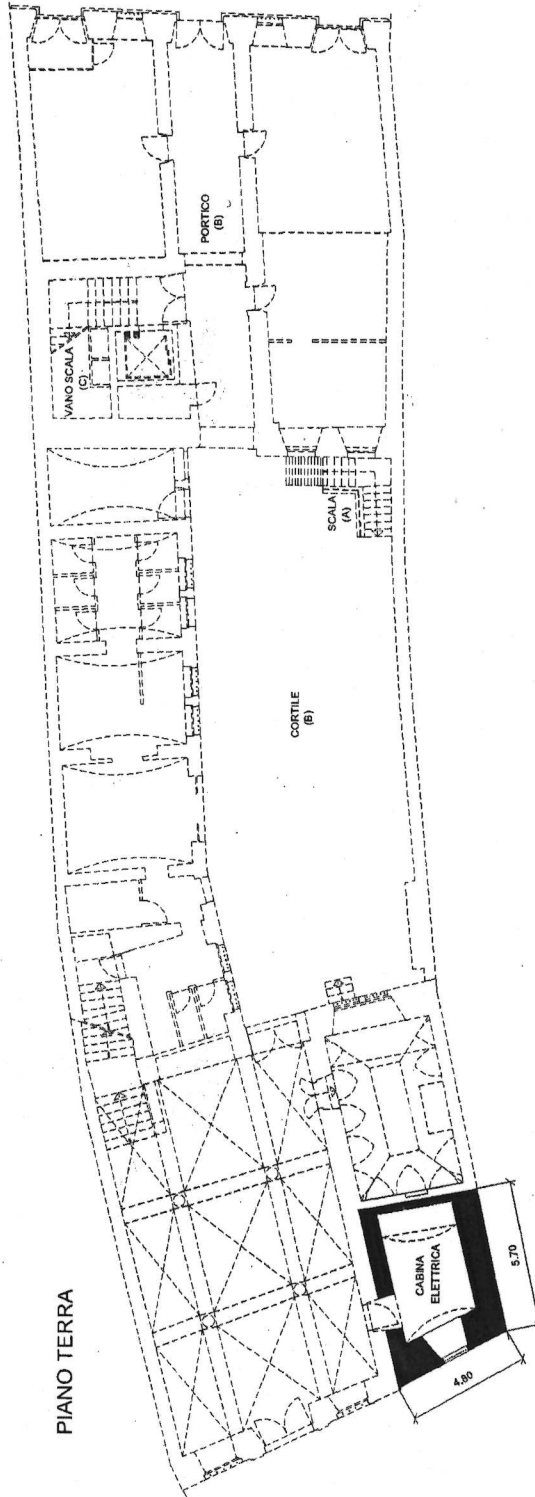 PIANO TERRA
VANO SCALA
(C)
PORTICO
(B)
SCALA
(A)
CORTILE
(B)
CABINA
ELETTRICA
4,80
5,70